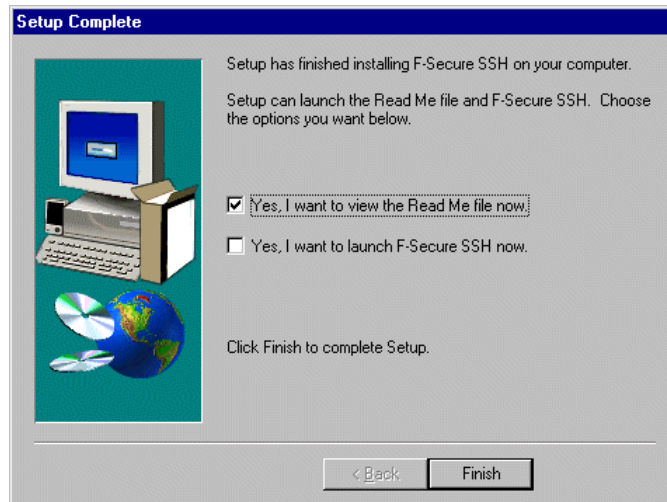 Setup Complete
Setup has finished installing F-Secure SSH on your computer.
Setup can launch the Read Me file and F-Secure SSH. Choose
the options you want below.
Yes, I want to view the Read Me file now.
Yes, I want to launch F-Secure SSH now.
Click Finish to complete Setup.
< Back
Finish